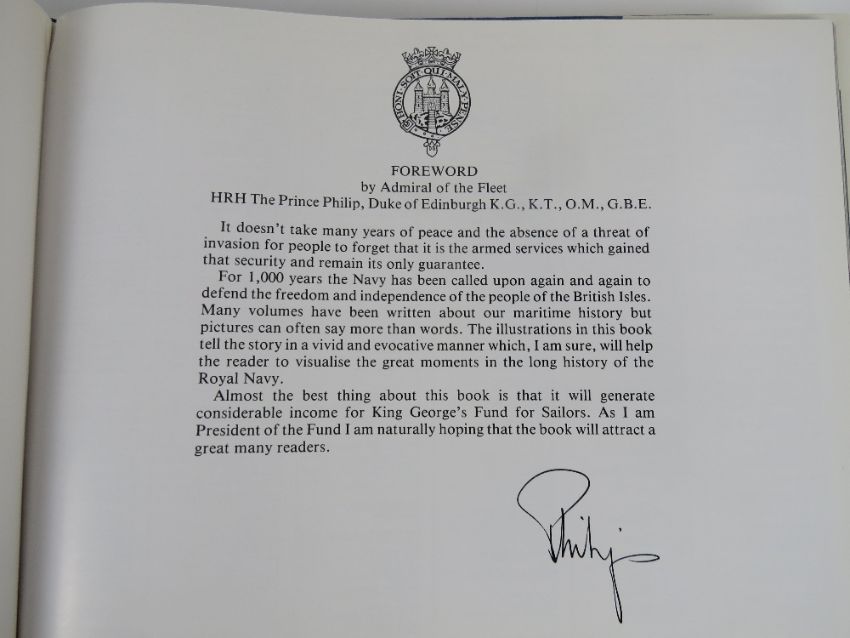 HONI·SOIT·QUI·MAL·Y·PENSE
FOREWORD
by Admiral of the Fleet
HRH The Prince Philip, Duke of Edinburgh K.G., K.T., O.M., G.B.E.
It doesn't take many years of peace and the absence of a threat of
invasion for people to forget that it is the armed services which gained
that security and remain its only guarantee.
For 1,000 years the Navy has been called upon again and again to
defend the freedom and independence of the people of the British Isles.
Many volumes have been written about our maritime history but
pictures can often say more than words. The illustrations in this book
tell the story in a vivid and evocative manner which, I am sure, will help
the reader to visualise the great moments in the long history of the
Royal Navy.
Almost the best thing about this book is that it will generate
considerable income for King George's Fund for Sailors. As I am
President of the Fund I am naturally hoping that the book will attract a
great many readers.
Philip